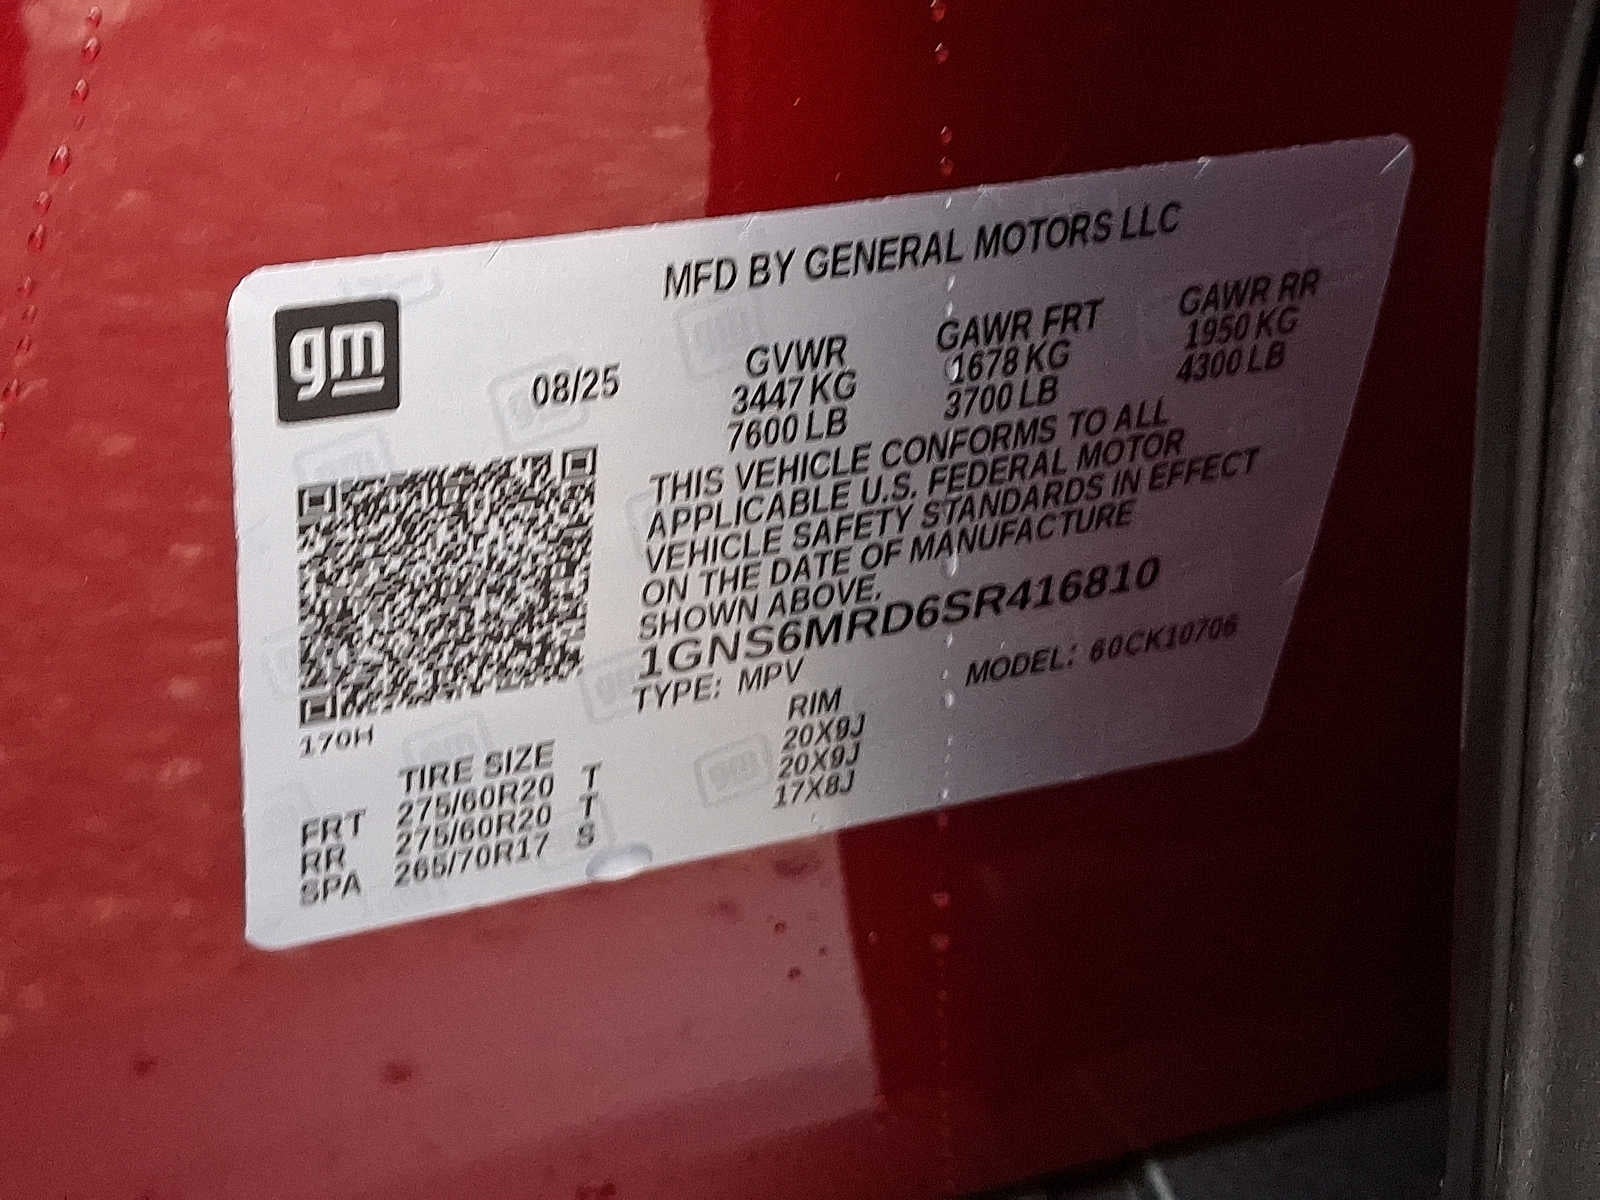 MFD BY GENERAL MOTORS LLC
gm
08/25
GVWR GAWR FRT GAWR RR
3447 KG 1678 KG 1950 KG
7600 LB 3700 LB 4300 LB
THIS VEHICLE CONFORMS TO ALL
APPLICABLE U.S. FEDERAL MOTOR
VEHICLE SAFETY STANDARDS IN EFFECT
ON THE DATE OF MANUFACTURE
SHOWN ABOVE.
1GNS6MRD6SR416810
TYPE: MPV MODEL: 60CK10706
170H
TIRE SIZE RIM
FRT 275/60R20 T 20X9J
RR 275/60R20 T 20X9J
SPA 265/70R17 S 17X8J